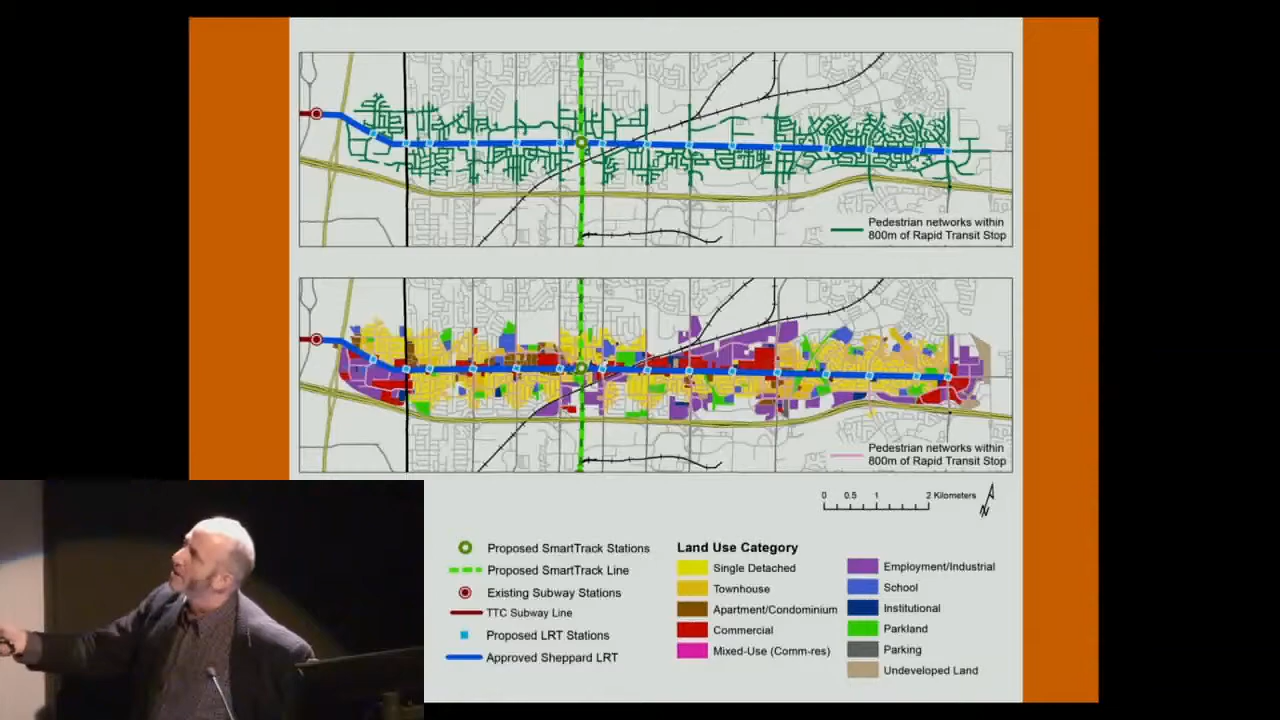 Pedestrian networks within
800m of Rapid Transit Stop
Pedestrian networks within
800m of Rapid Transit Stop
0 0.5 1 2 Kilometers
N
Proposed SmartTrack Stations
Proposed SmartTrack Line
Existing Subway Stations
TTC Subway Line
Proposed LRT Stations
Approved Sheppard LRT
Land Use Category
Single Detached
Townhouse
Apartment/Condominium
Commercial
Mixed-Use (Comm-res)
Employment/Industrial
School
Institutional
Parkland
Parking
Undeveloped Land